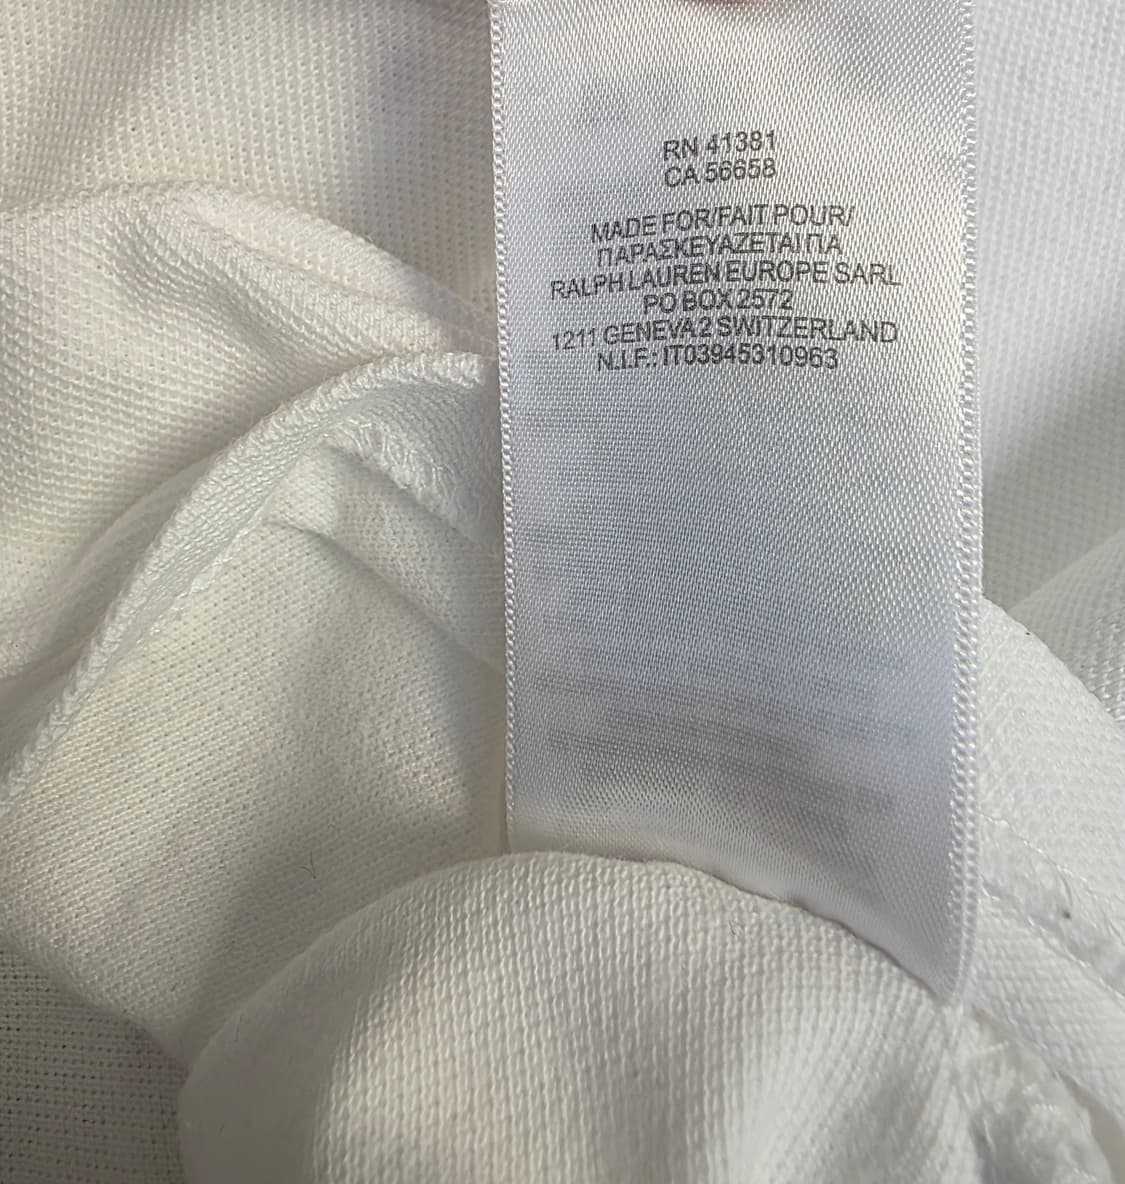 RN 41381
CA 56658
MADE FOR/FAIT POUR/
ΠΑΡΑΣΚΕΥΑΖΕΤΑΙ ΓΙΑ
RALPH LAUREN EUROPE SARL
PO BOX 2572
1211 GENEVA 2 SWITZERLAND
N.I.F.: IT03945310963